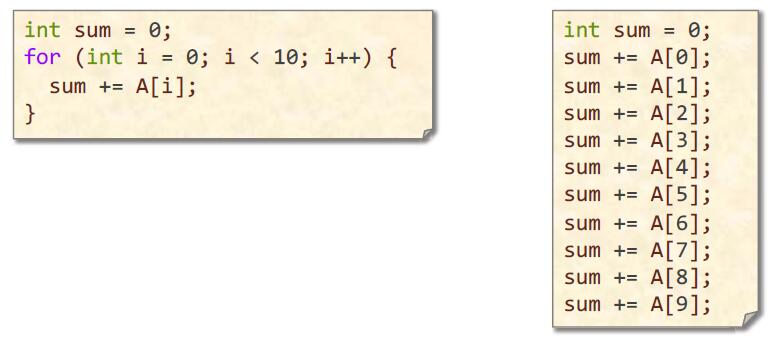 int sum = 0;
for (int i = 0; i < 10; i++) {
  sum += A[i];
}
int sum = 0;
sum += A[0];
sum += A[1];
sum += A[2];
sum += A[3];
sum += A[4];
sum += A[5];
sum += A[6];
sum += A[7];
sum += A[8];
sum += A[9];